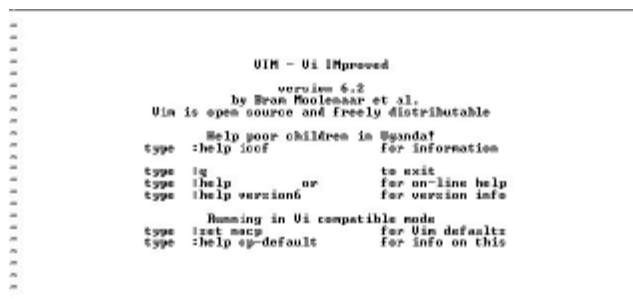 VIM - Vi IMproved
version 6.2
by Bram Moolenaar et al.
Vim is open source and freely distributable
Help poor children in Uganda!
type :help iccf for information
type :q to exit
type :help or for on-line help
type :help version6 for version info
Running in Vi compatible mode
type :set nocp for Vim defaults
type :help cp-default for info on this